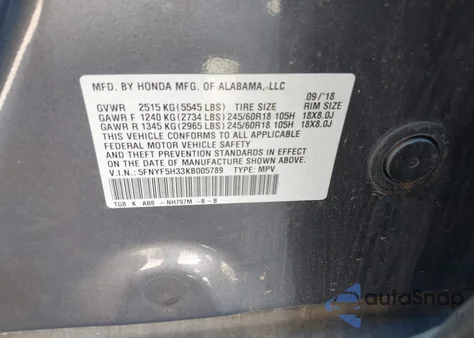 MFD. BY HONDA MFG. OF ALABAMA, LLC
09/'18
GVWR 2515 KG (5545 LBS) TIRE SIZE RIM SIZE
GAWR F 1240 KG (2734 LBS) 245/60R18 105H 18X8.0J
GAWR R 1345 KG (2965 LBS) 245/60R18 105H 18X8.0J
THIS VEHICLE CONFORMS TO ALL APPLICABLE
FEDERAL MOTOR VEHICLE SAFETY STANDARDS IN
EFFECT ON THE DATE OF MANUFACTURE SHOWN ABOVE.
V.I.N.: 5FNYF5H33KB005789 TYPE: MPV
TG8 K AB8 - NH797M -B -B
autoSnap